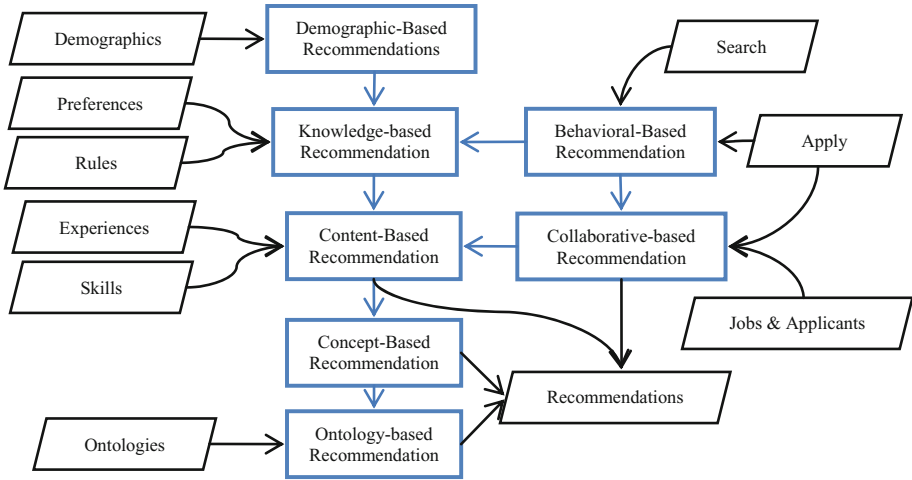 Demographics
Demographic-Based
Recommendations
Search
Preferences
Knowledge-based
Recommendation
Behavioral-Based
Recommendation
Apply
Rules
Experiences
Content-Based
Recommendation
Collaborative-based
Recommendation
Skills
Jobs & Applicants
Concept-Based
Recommendation
Recommendations
Ontologies
Ontology-based
Recommendation